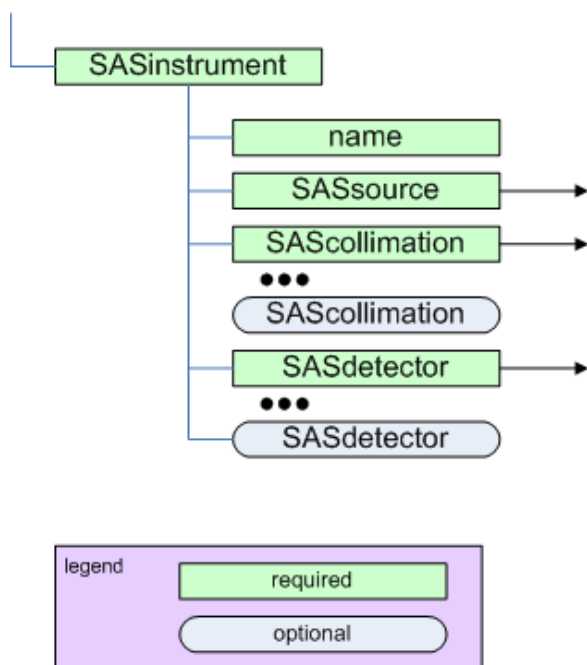 SASinstrument
name
SASsource
SAScollimation
SAScollimation
SASdetector
SASdetector
legend
required
optional